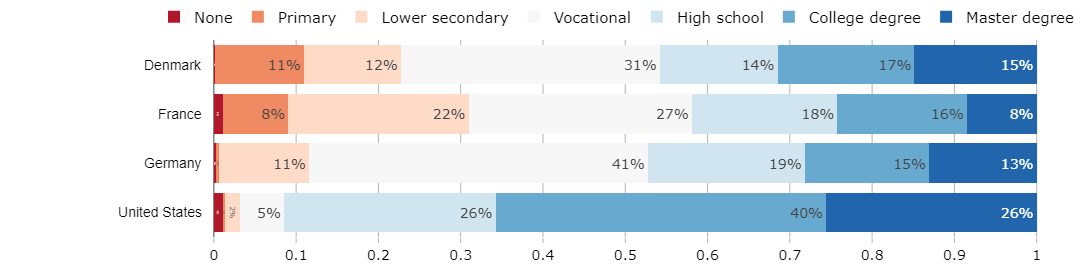 None Primary Lower secondary Vocational High school College degree Master degree
Denmark 11% 12% 31% 14% 17% 15%
France 8% 22% 27% 18% 16% 8%
Germany 11% 41% 19% 15% 13%
United States 2% 5% 26% 40% 26%
0 0.1 0.2 0.3 0.4 0.5 0.6 0.7 0.8 0.9 1